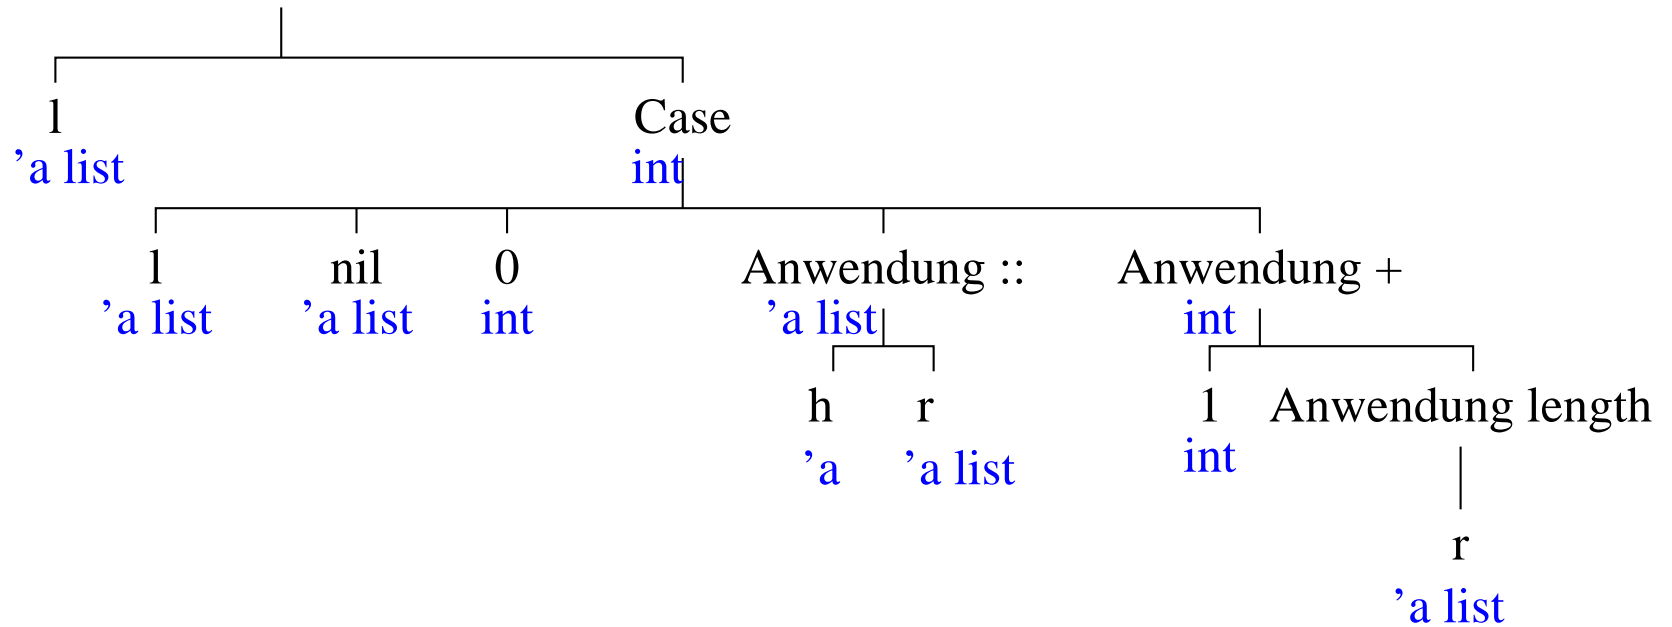 l Case
'a list int
l nil 0 Anwendung :: Anwendung +
'a list 'a list int 'a list int
h r 1 Anwendung length
'a 'a list int
r
'a list